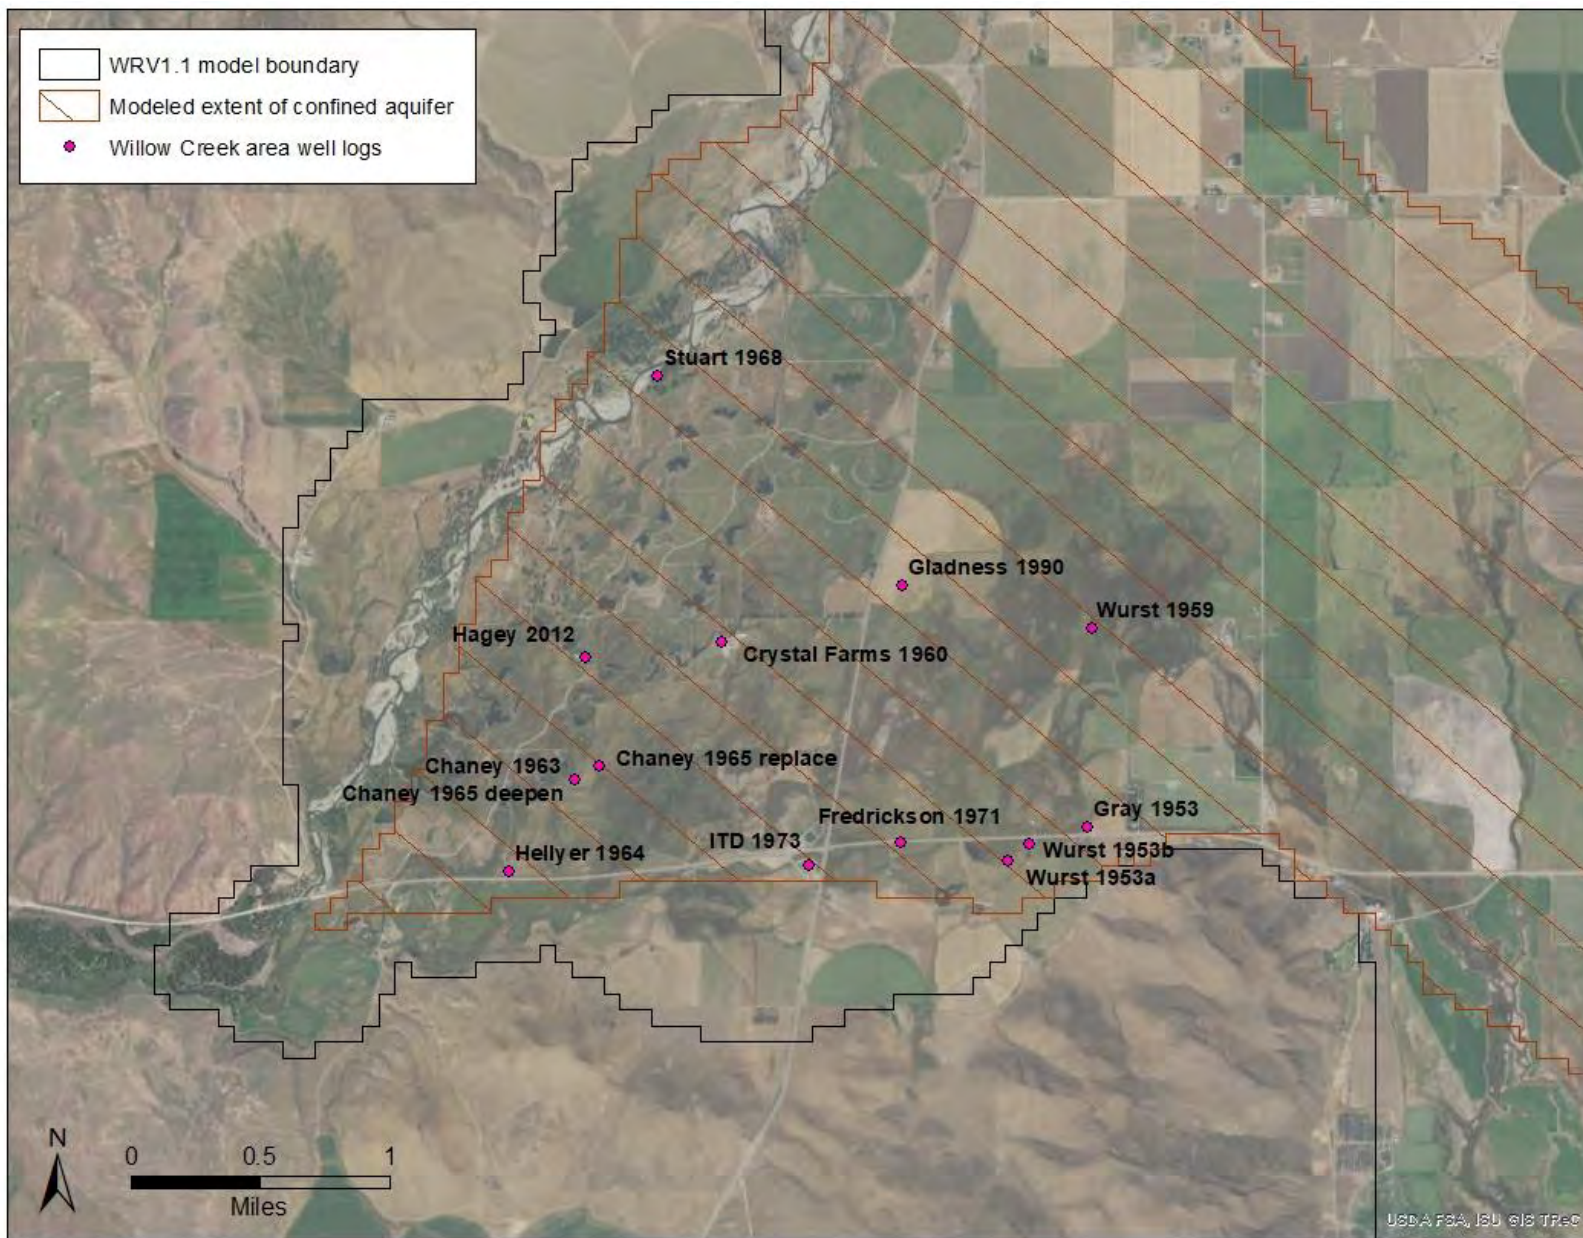 WRV1.1 model boundary
Modeled extent of confined aquifer
Willow Creek area well logs
Stuart 1968
Gladness 1990
Wurst 1959
Hagey 2012
Crystal Farms 1960
Chaney 1963
Chaney 1965 replace
Chaney 1965 deepen
Gray 1953
Fredrickson 1971
ITD 1973
Wurst 1953b
Hellyer 1964
Wurst 1953a
N
0 0.5 1
Miles
USDA FSA, ISU GIS TReC